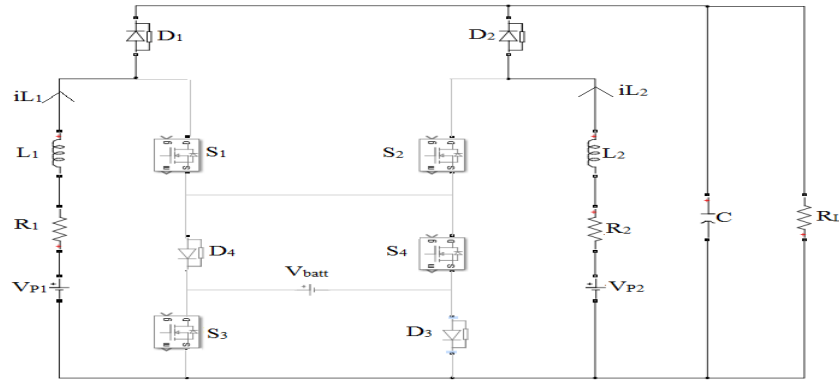 D1
D2
iL1
iL2
g D
m S
S1
g D
m S
S2
L1
L2
R1
R2
C
RL
D4
g D
m S
S4
Vbatt
VP1
VP2
g D
m S
S3
D3